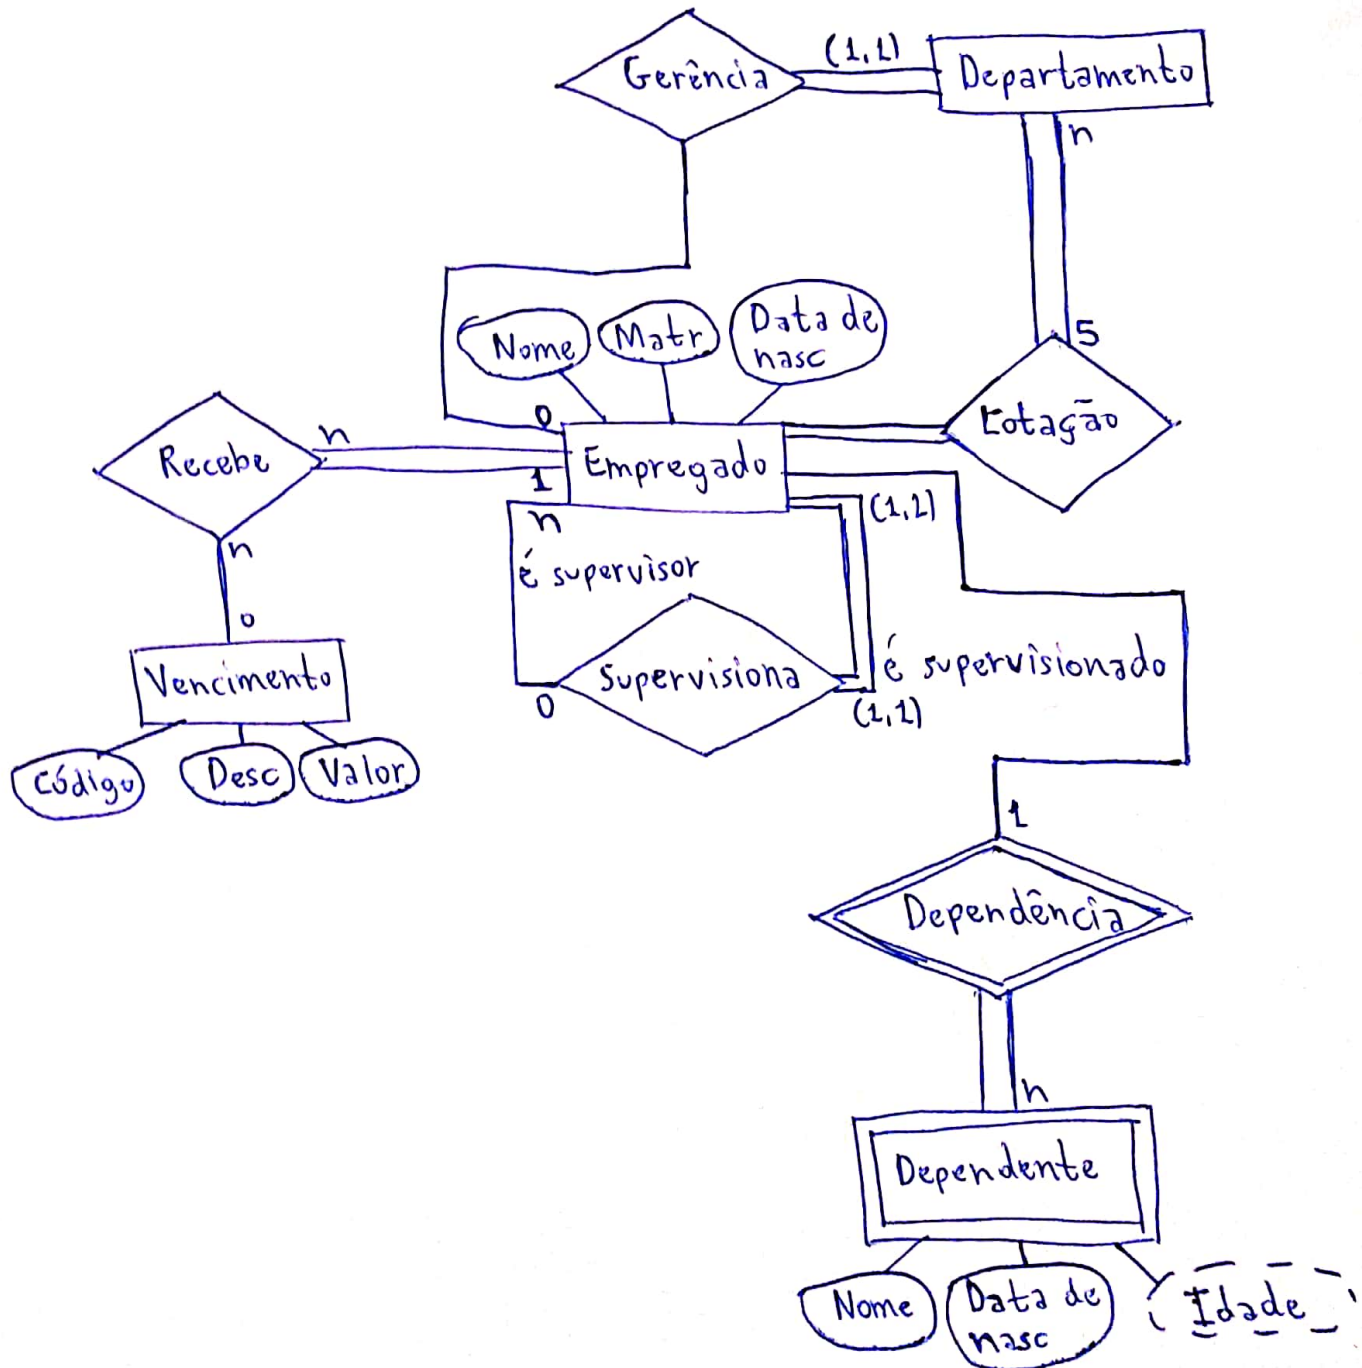 Gerência
(1,1)
Departamento
n
5
Lotação
Nome
Matr
Data de
nasc
0
Recebe
n
1
Empregado
n
(1,1)
é supervisor
n
0
Supervisiona
0
(1,1)
é supervisionado
Vencimento
Código
Desc
Valor
1
Dependência
n
Dependente
Nome
Data de
nasc
Idade